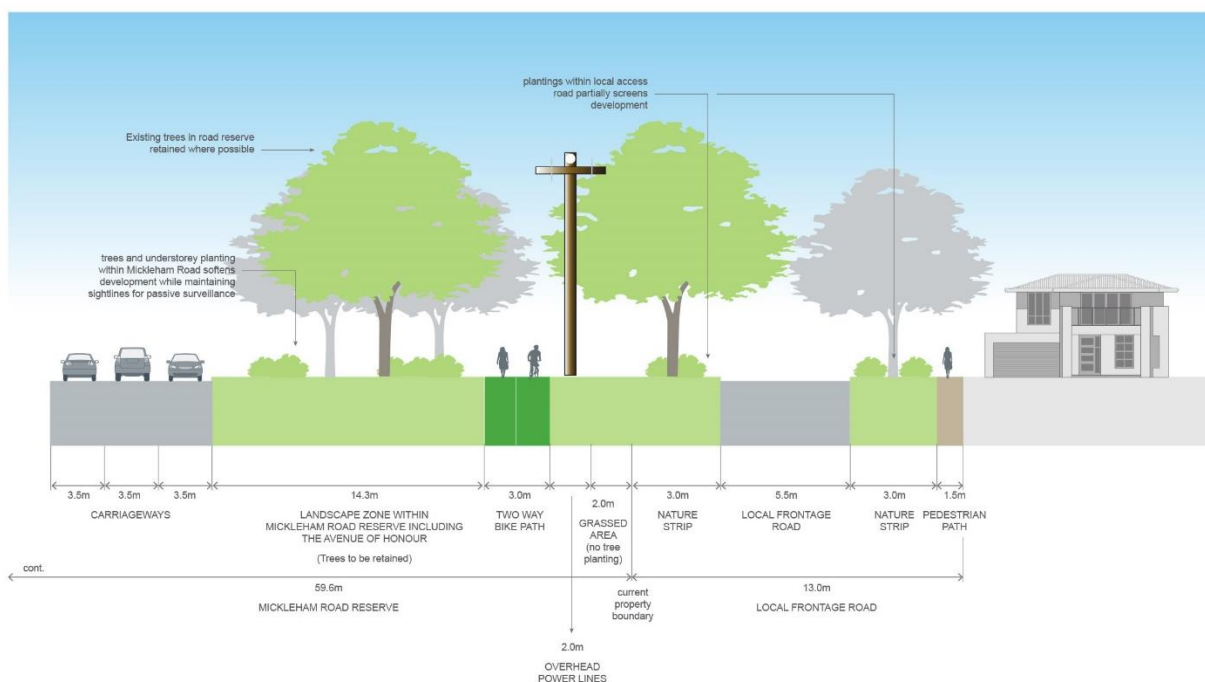 plantings within local access
road partially screens
development
Existing trees in road reserve
retained where possible
trees and understorey planting
within Mickleham Road softens
development while maintaining
sightlines for passive surveillance
3.5m
3.5m
3.5m
14.3m
3.0m
2.0m
3.0m
5.5m
3.0m
1.5m
CARRIAGEWAYS
LANDSCAPE ZONE WITHIN
MICKLEHAM ROAD RESERVE INCLUDING
THE AVENUE OF HONOUR
(Trees to be retained)
TWO WAY
BIKE PATH
GRASSED
AREA
(no tree
planting)
NATURE
STRIP
LOCAL FRONTAGE
ROAD
NATURE
STRIP
PEDESTRIAN
PATH
cont.
59.6m
MICKLEHAM ROAD RESERVE
current
property
boundary
13.0m
LOCAL FRONTAGE ROAD
2.0m
OVERHEAD
POWER LINES